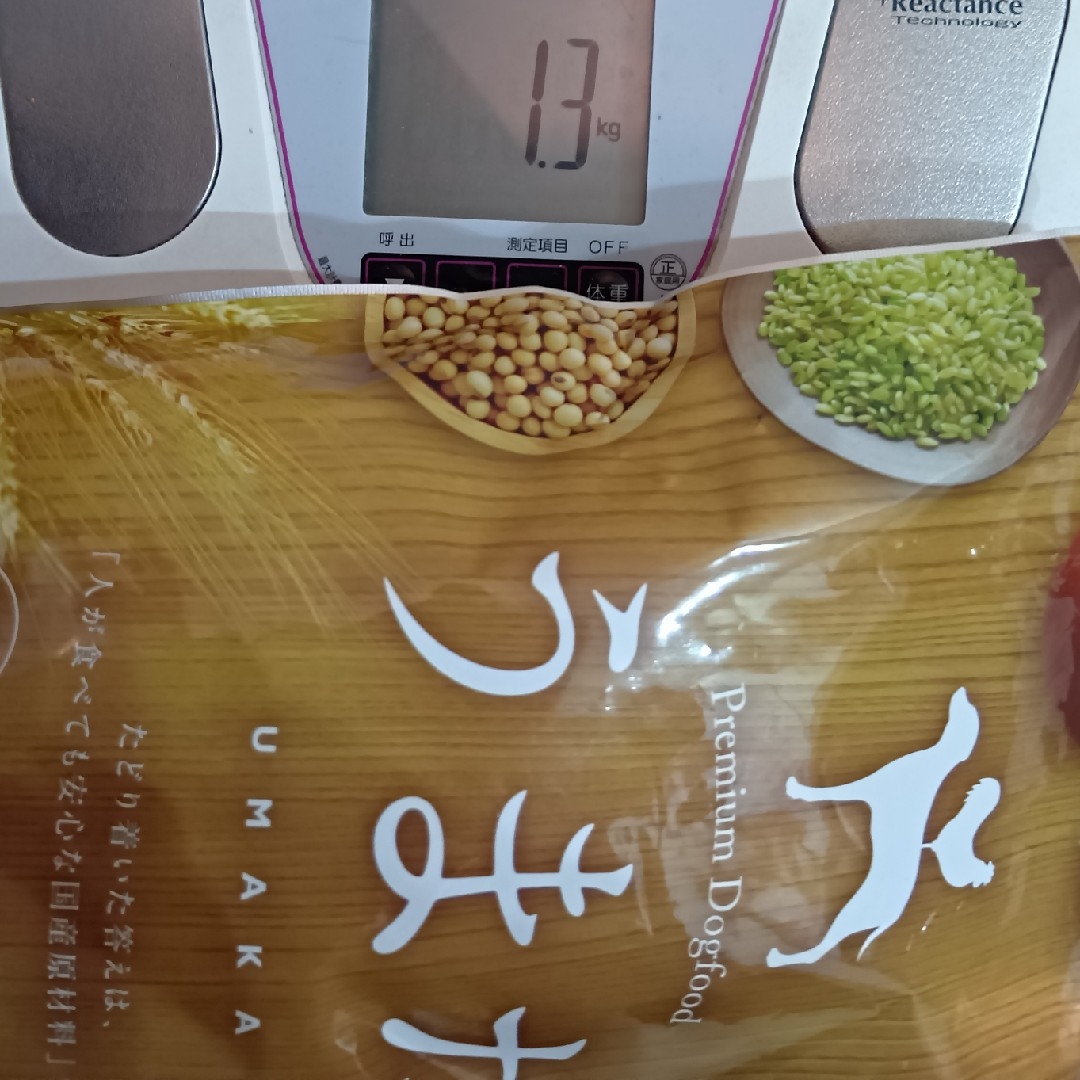 Reactance
Technology
1.3 kg
呼出
測定項目
OFF
体重
正
Premium Dogfood
うま
UMAKA
たどり着いた答えは、
「人が食べても安心な国産原材料」